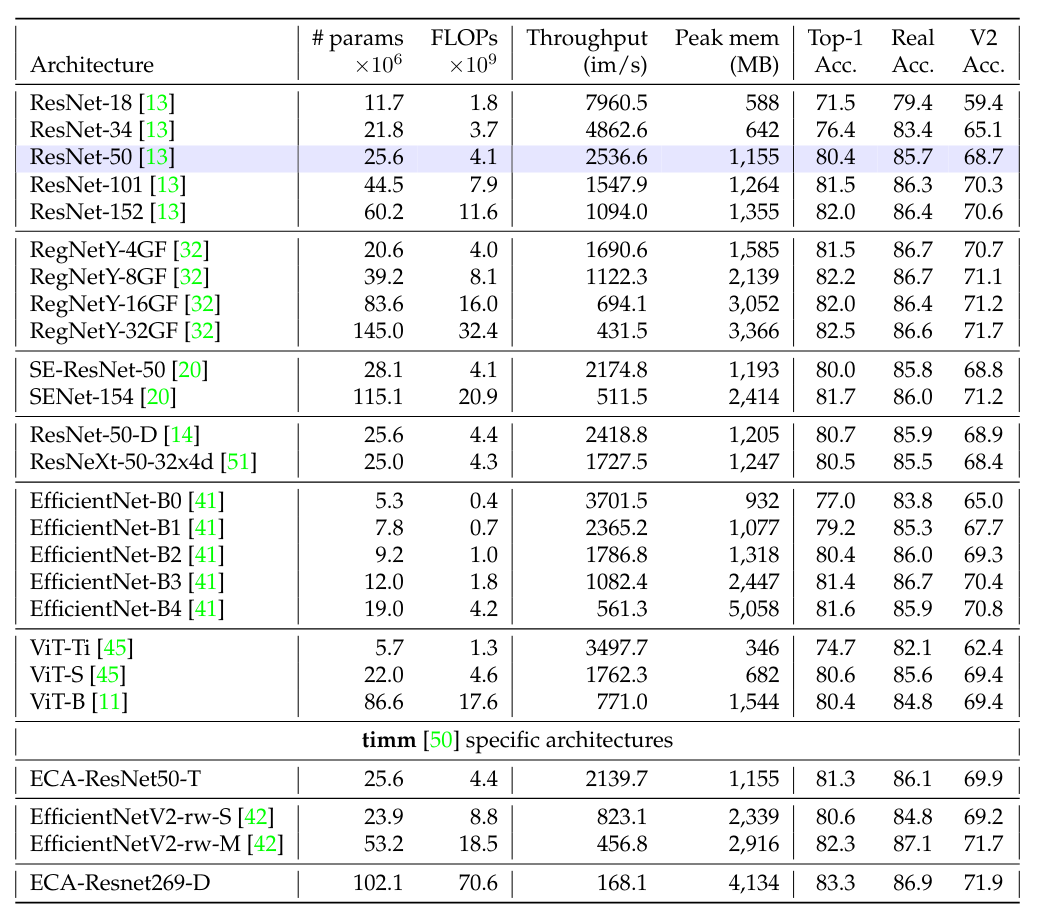 # params FLOPs Throughput Peak mem Top-1 Real V2
Architecture ×10⁶ ×10⁹ (im/s) (MB) Acc. Acc. Acc.
ResNet-18 [13] 11.7 1.8 7960.5 588 71.5 79.4 59.4
ResNet-34 [13] 21.8 3.7 4862.6 642 76.4 83.4 65.1
ResNet-50 [13] 25.6 4.1 2536.6 1,155 80.4 85.7 68.7
ResNet-101 [13] 44.5 7.9 1547.9 1,264 81.5 86.3 70.3
ResNet-152 [13] 60.2 11.6 1094.0 1,355 82.0 86.4 70.6
RegNetY-4GF [32] 20.6 4.0 1690.6 1,585 81.5 86.7 70.7
RegNetY-8GF [32] 39.2 8.1 1122.3 2,139 82.2 86.7 71.1
RegNetY-16GF [32] 83.6 16.0 694.1 3,052 82.0 86.4 71.2
RegNetY-32GF [32] 145.0 32.4 431.5 3,366 82.5 86.6 71.7
SE-ResNet-50 [20] 28.1 4.1 2174.8 1,193 80.0 85.8 68.8
SENet-154 [20] 115.1 20.9 511.5 2,414 81.7 86.0 71.2
ResNet-50-D [14] 25.6 4.4 2418.8 1,205 80.7 85.9 68.9
ResNeXt-50-32x4d [51] 25.0 4.3 1727.5 1,247 80.5 85.5 68.4
EfficientNet-B0 [41] 5.3 0.4 3701.5 932 77.0 83.8 65.0
EfficientNet-B1 [41] 7.8 0.7 2365.2 1,077 79.2 85.3 67.7
EfficientNet-B2 [41] 9.2 1.0 1786.8 1,318 80.4 86.0 69.3
EfficientNet-B3 [41] 12.0 1.8 1082.4 2,447 81.4 86.7 70.4
EfficientNet-B4 [41] 19.0 4.2 561.3 5,058 81.6 85.9 70.8
ViT-Ti [45] 5.7 1.3 3497.7 346 74.7 82.1 62.4
ViT-S [45] 22.0 4.6 1762.3 682 80.6 85.6 69.4
ViT-B [11] 86.6 17.6 771.0 1,544 80.4 84.8 69.4
timm [50] specific architectures
ECA-ResNet50-T 25.6 4.4 2139.7 1,155 81.3 86.1 69.9
EfficientNetV2-rw-S [42] 23.9 8.8 823.1 2,339 80.6 84.8 69.2
EfficientNetV2-rw-M [42] 53.2 18.5 456.8 2,916 82.3 87.1 71.7
ECA-Resnet269-D 102.1 70.6 168.1 4,134 83.3 86.9 71.9